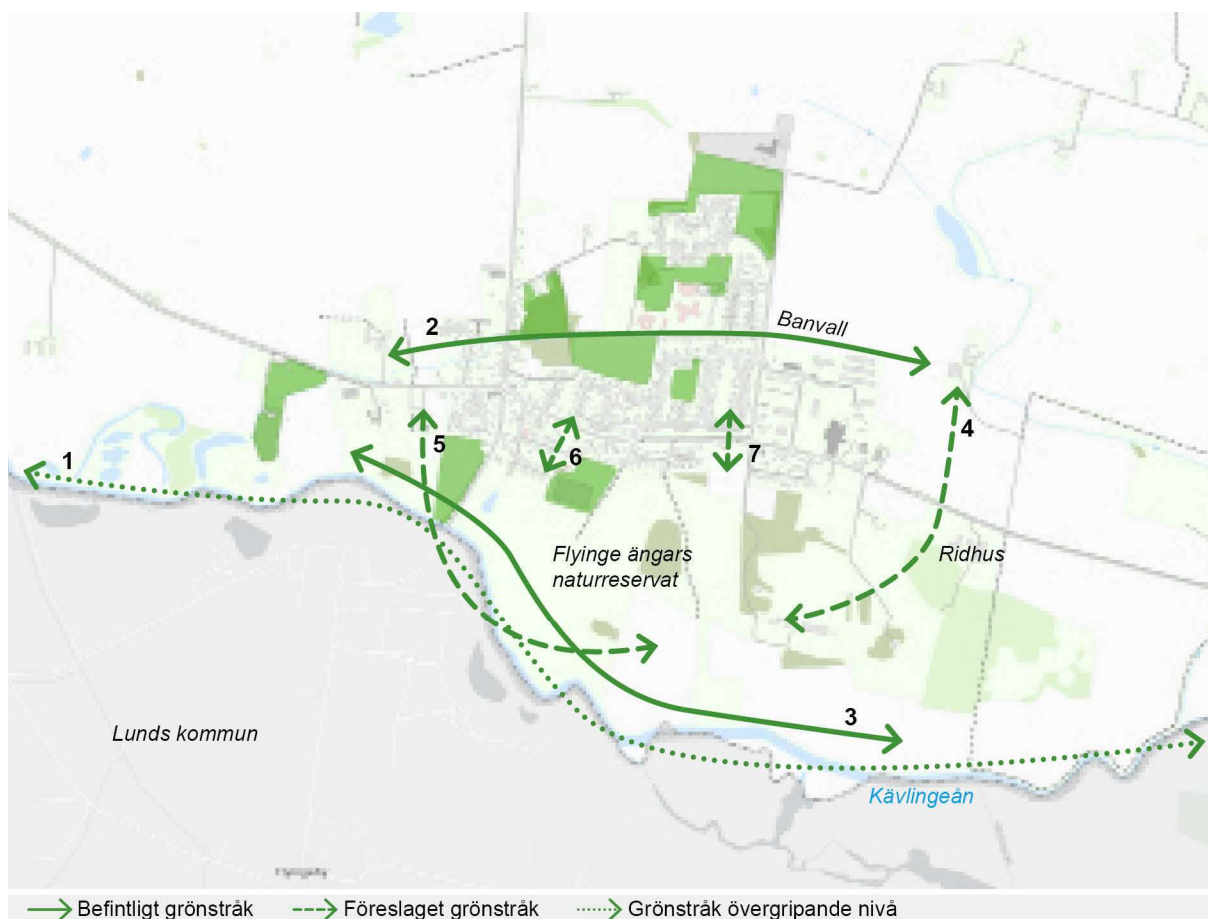 2
Banvall
1
5
6
7
4
Flyinge ängars
naturreservat
Ridhus
Lunds kommun
3
Kävlingeån
Befintligt grönstråk
Föreslaget grönstråk
Grönstråk övergripande nivå